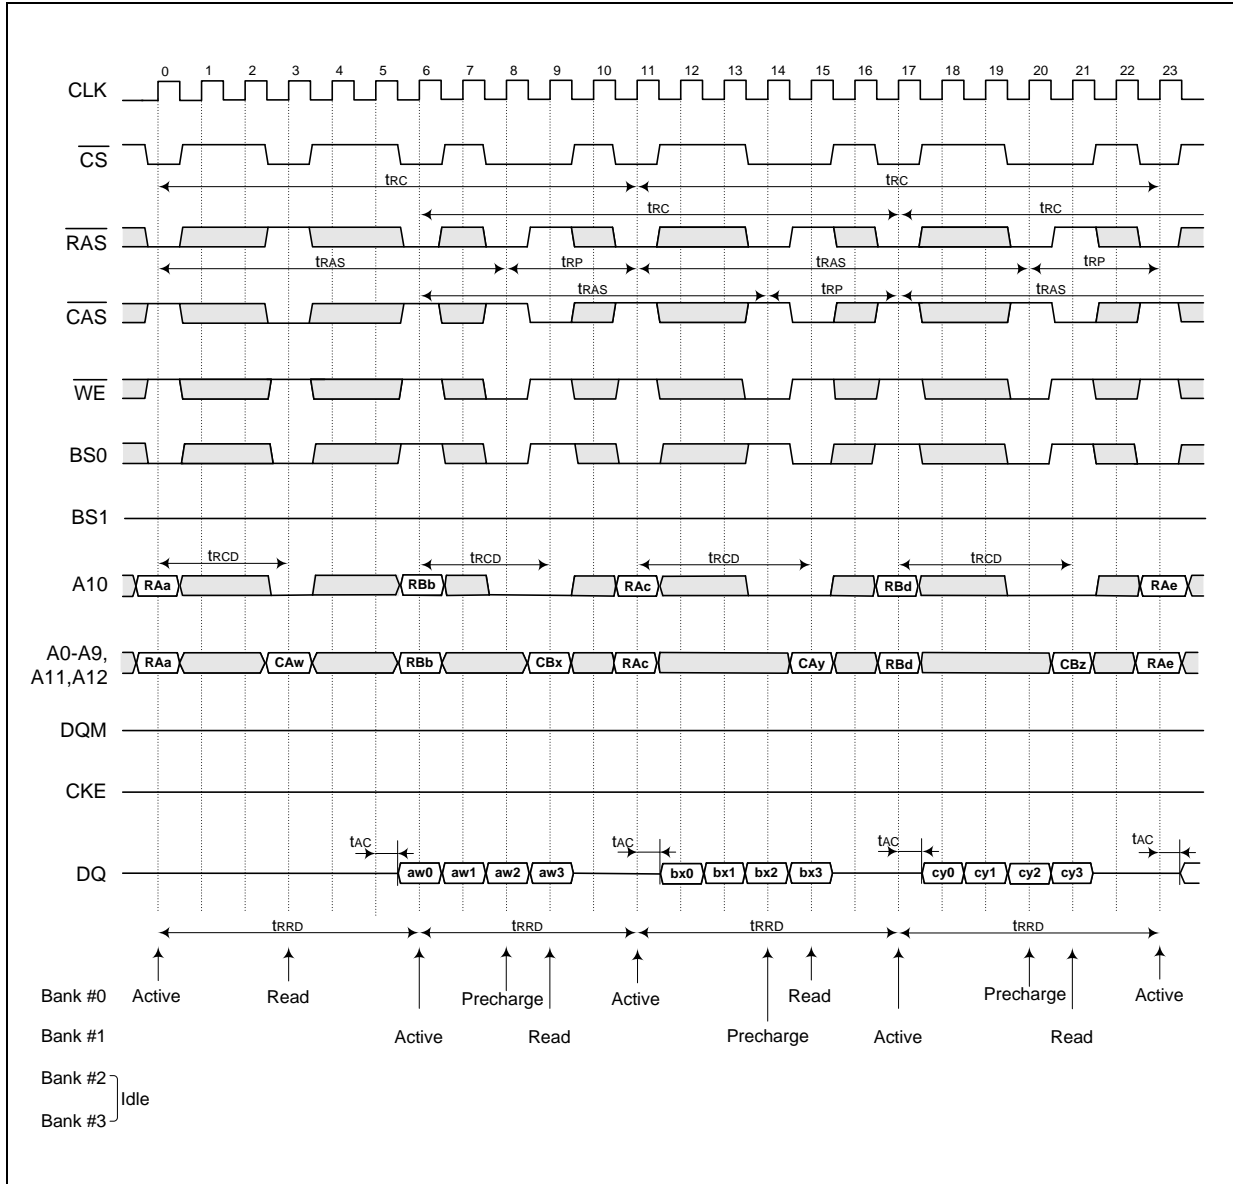 0 1 2 3 4 5 6 7 8 9 10 11 12 13 14 15 16 17 18 19 20 21 22 23
CLK
CS
tRC tRC
tRC tRC
RAS
tRAS tRP tRAS tRP
tRAS tRP tRAS
CAS
WE
BS0
BS1
tRCD tRCD tRCD tRCD
A10 RAa RBb RAc RBd RAe
A0-A9,
A11,A12 RAa CAw RBb CBx RAc CAy RBd CBz RAe
DQM
CKE
tAC tAC tAC tAC
DQ aw0 aw1 aw2 aw3 bx0 bx1 bx2 bx3 cy0 cy1 cy2 cy3
tRRD tRRD tRRD tRRD
Bank #0 Active Read Precharge Active Read Precharge Active
Bank #1 Active Read Precharge Active Read
Bank #2
Idle
Bank #3